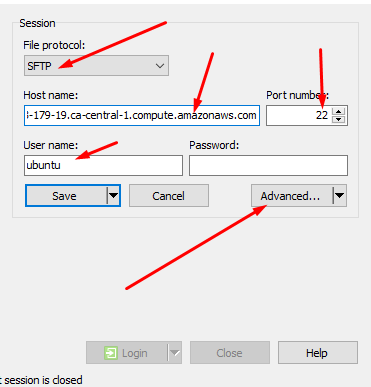 Session
File protocol:
SFTP
Host name:
Port number:
3-179-19.ca-central-1.compute.amazonaws.com
22
User name:
Password:
ubuntu
Save
Cancel
Advanced...
Login
Close
Help
t session is closed